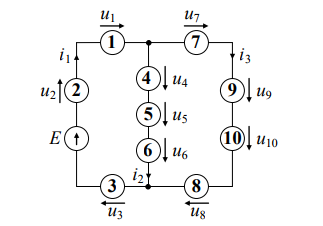 u₁ u₇
1 7
i₁ i₃
u₂ 2 4 u₄ 9 u₉
5 u₅
E 6 u₆ 10 u₁₀
i₂
3 8
u₃ u₈